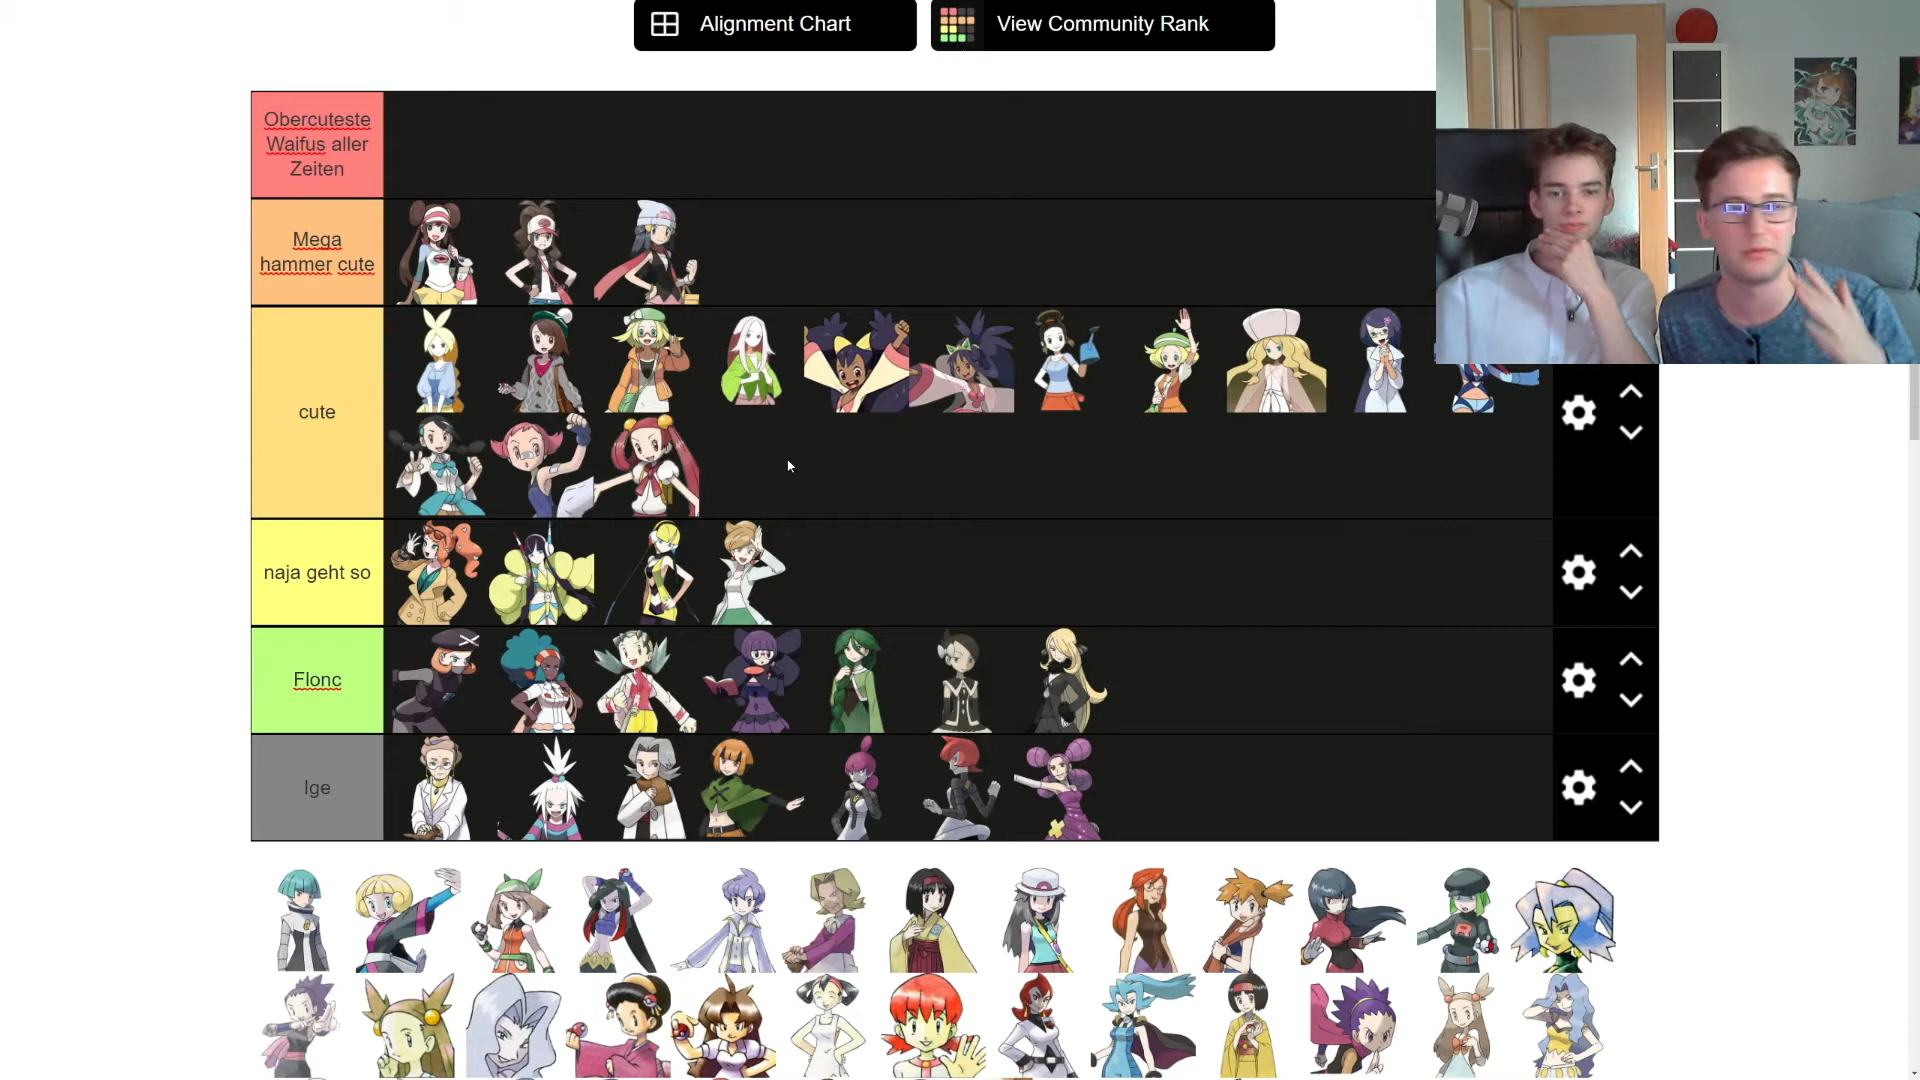 Alignment Chart
View Community Rank
Obercuteste
Waifus aller
Zeiten
Mega
hammer cute
cute
naja geht so
Flonc
Ige